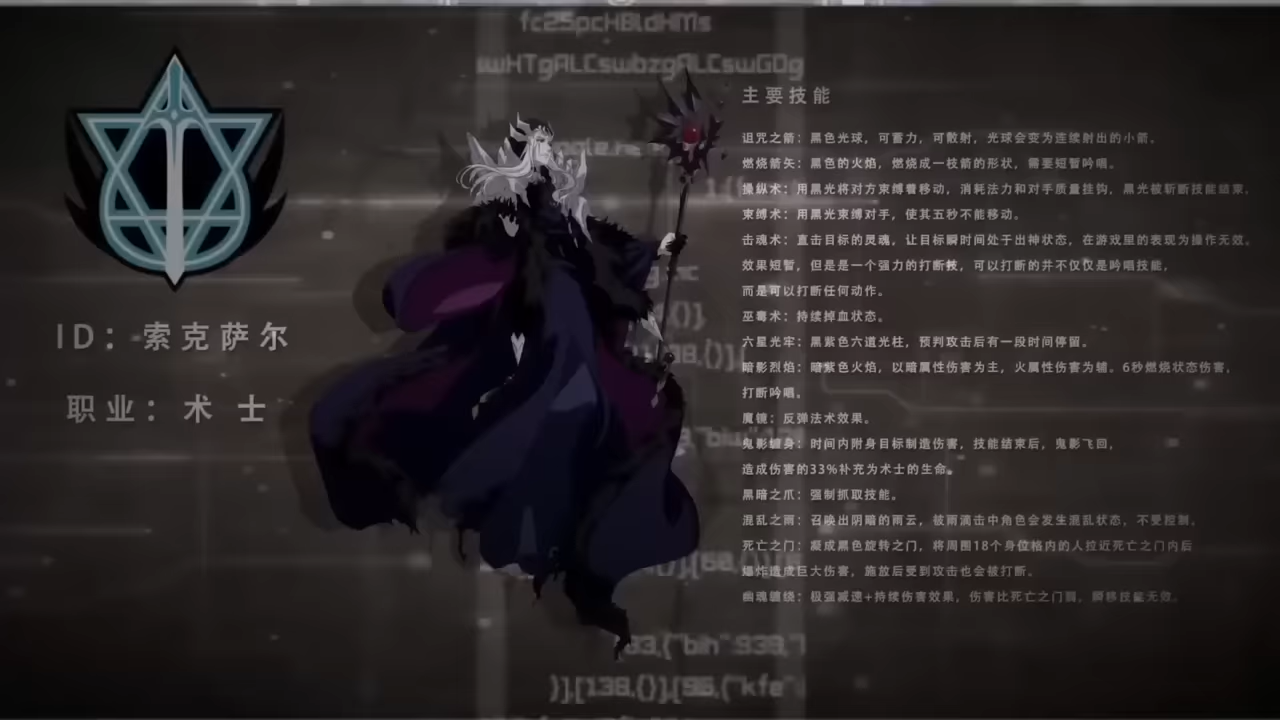 fc25pcHBldHMs
swHTgALCswbzgALCswGDg
ID：索克萨尔
职业：术 士
主要技能
诅咒之箭：黑色光球，可蓄力，可散射，光球会变为连续射出的小箭。
燃烧箭矢：黑色的火焰，燃烧成一枝箭的形状，需要短暂吟唱。
操纵术：用黑光将对方束缚着移动，消耗法力和对手质量挂钩，黑光被斩断技能结束。
束缚术：用黑光束缚对手，使其五秒不能移动。
击魂术：直击目标的灵魂，让目标瞬时间处于出神状态，在游戏里的表现为操作无效。
效果短暂，但是是一个强力的打断技，可以打断的并不仅仅是吟唱技能，
而是可以打断任何动作。
巫毒术：持续掉血状态。
六星光牢：黑紫色六道光柱，预判攻击后有一段时间停留。
暗影烈焰：暗紫色火焰，以暗属性伤害为主，火属性伤害为辅。6秒燃烧状态伤害，
打断吟唱。
魔镜：反弹法术效果。
鬼影缠身：时间内附身目标制造伤害，技能结束后，鬼影飞回，
造成伤害的33%补充为术士的生命。
黑暗之爪：强制抓取技能。
混乱之雨：召唤出阴暗的雨云，被雨滴击中角色会发生混乱状态，不受控制。
死亡之门：凝成黑色旋转之门，将周围18个身位格内的人拉近死亡之门内后
爆炸造成巨大伤害，施放后受到攻击也会被打断。
幽魂缠绕：极强减速+持续伤害效果，伤害比死亡之门弱，瞬移技能无效。
93,{"bih":939,"
)],[138,()],[96,{"kfe"